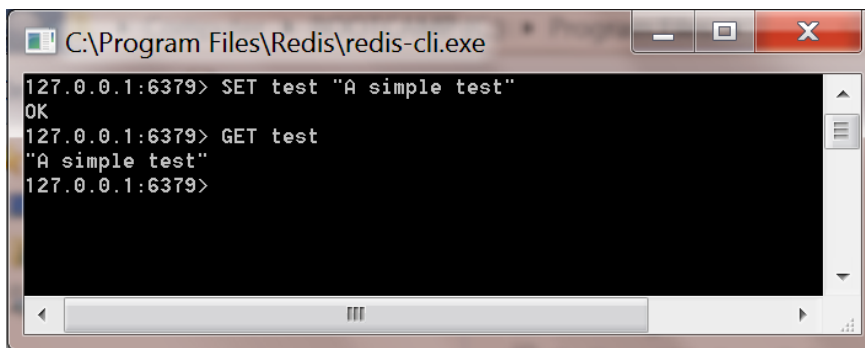 C:\Program Files\Redis\redis-cli.exe
127.0.0.1:6379> SET test "A simple test"
OK
127.0.0.1:6379> GET test
"A simple test"
127.0.0.1:6379>